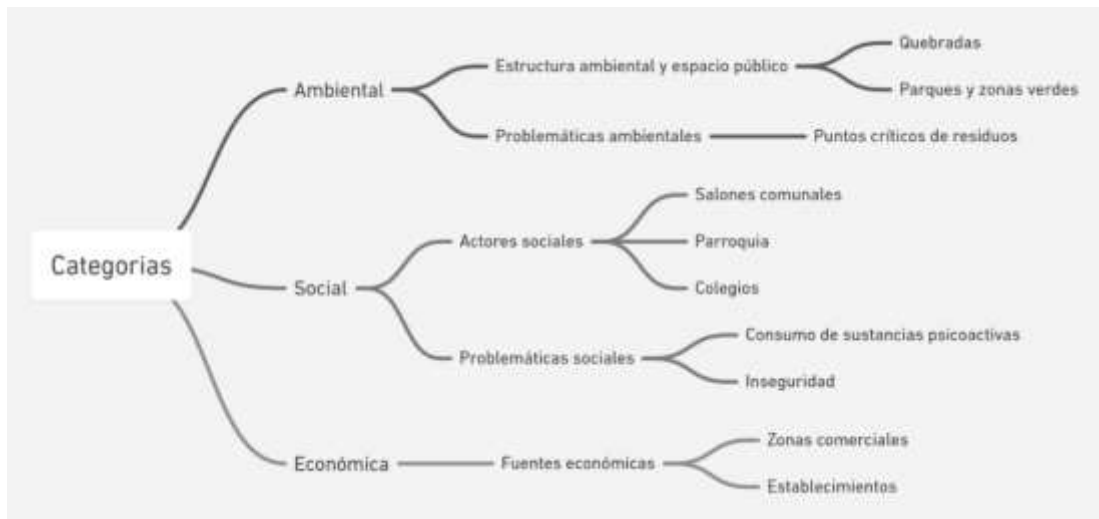 Categorias
Ambiental
Estructura ambiental y espacio público
Quebradas
Parques y zonas verdes
Problemáticas ambientales
Puntos críticos de residuos
Social
Actores sociales
Salones comunales
Parroquia
Colegios
Problemáticas sociales
Consumo de sustancias psicoactivas
Inseguridad
Económica
Fuentes económicas
Zonas comerciales
Establecimientos